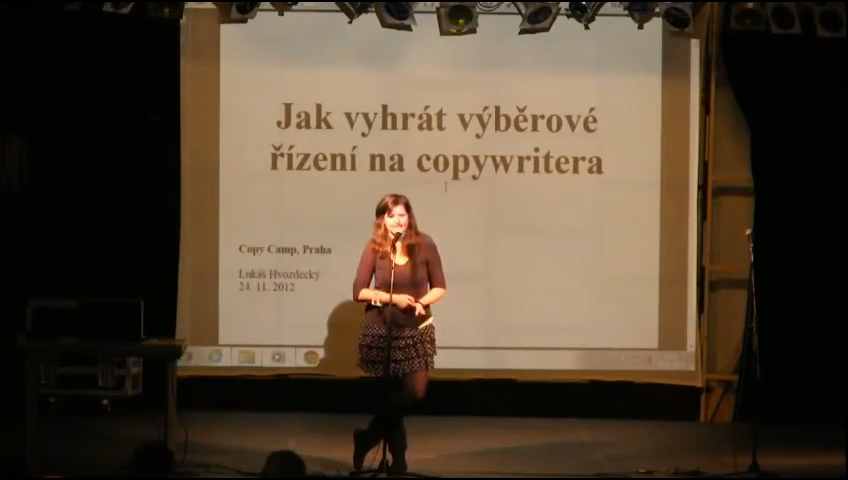 Jak vyhrát výběrové
řízení na copywritera
Copy Camp, Praha
Lukáš Hvozdecký
24. 11. 2012